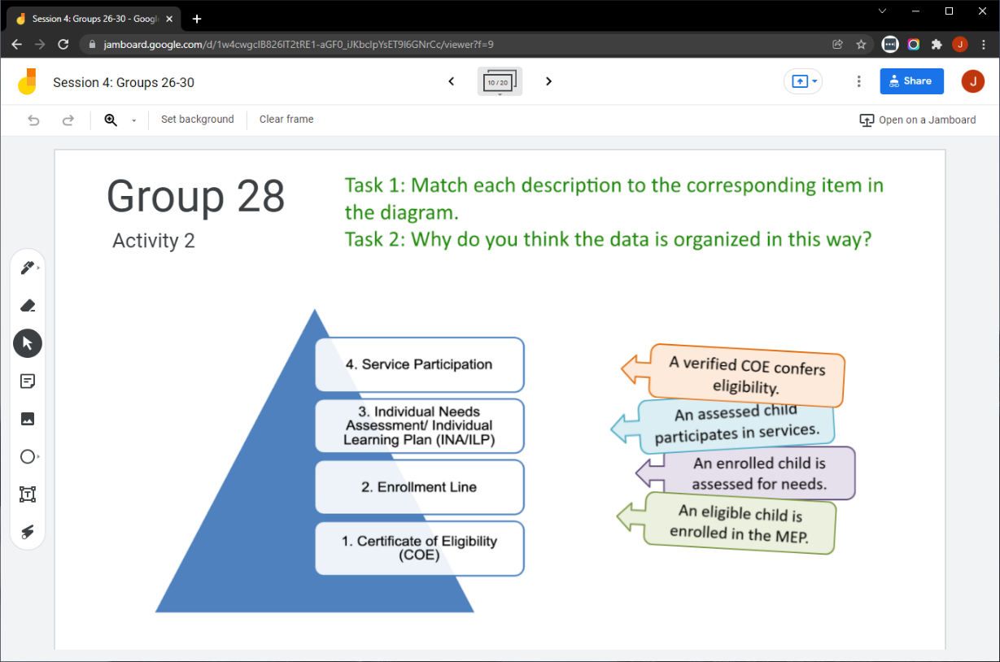 Session 4: Groups 26-30 - Googl
jamboard.google.com/d/1w4cwgclB826IT2tRE1-aGF0_iJKbclpYsET9I6GNrCc/viewer?f=9
J
Session 4: Groups 26-30
10 / 20
Share
J
Set background
Clear frame
Open on a Jamboard
Group 28
Activity 2
Task 1: Match each description to the corresponding item in
the diagram.
Task 2: Why do you think the data is organized in this way?
4. Service Participation
3. Individual Needs
Assessment/ Individual
Learning Plan (INA/ILP)
2. Enrollment Line
1. Certificate of Eligibility
(COE)
A verified COE confers
eligibility.
An assessed child
participates in services.
An enrolled child is
assessed for needs.
An eligible child is
enrolled in the MEP.